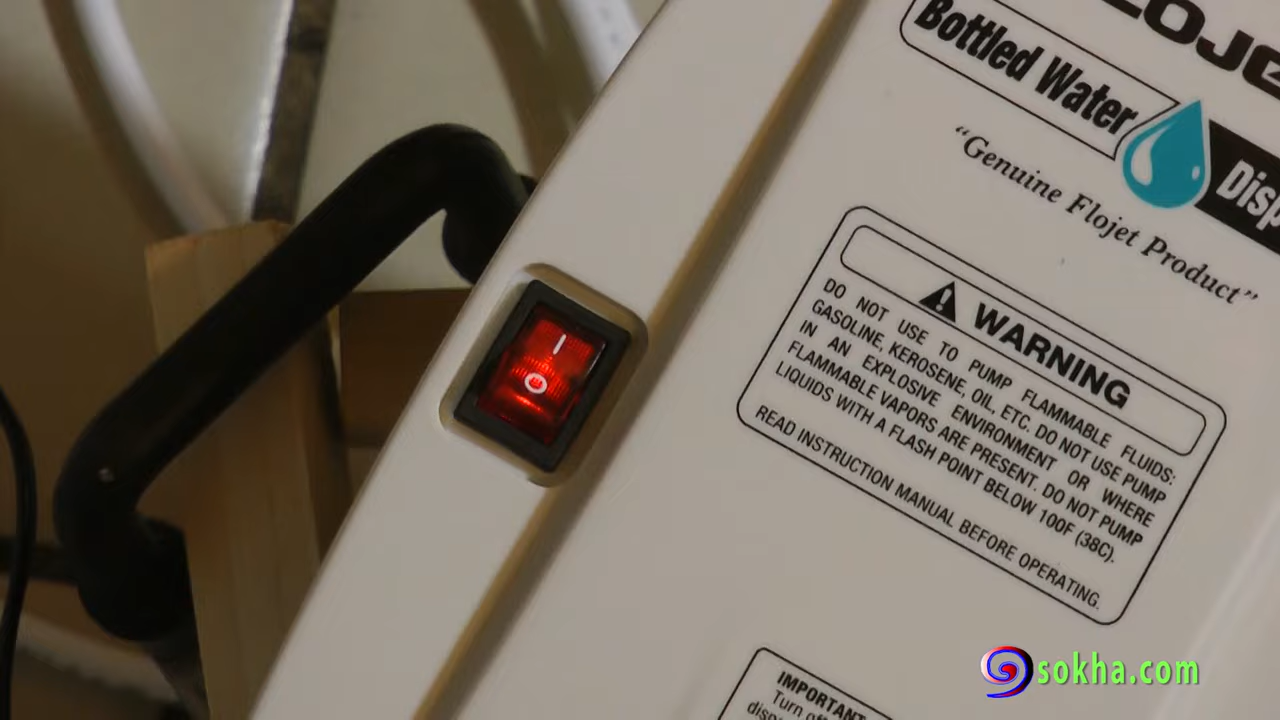 Bottled Water
"Genuine Flojet Product"
WARNING
DO NOT USE TO PUMP FLAMMABLE FLUIDS:
GASOLINE, KEROSENE, OIL, ETC. DO NOT USE PUMP
IN AN EXPLOSIVE ENVIRONMENT OR WHERE
FLAMMABLE VAPORS ARE PRESENT. DO NOT PUMP
LIQUIDS WITH A FLASH POINT BELOW 100F (38C).
READ INSTRUCTION MANUAL BEFORE OPERATING.
I
O
IMPORTANT
Turn
sokha.com